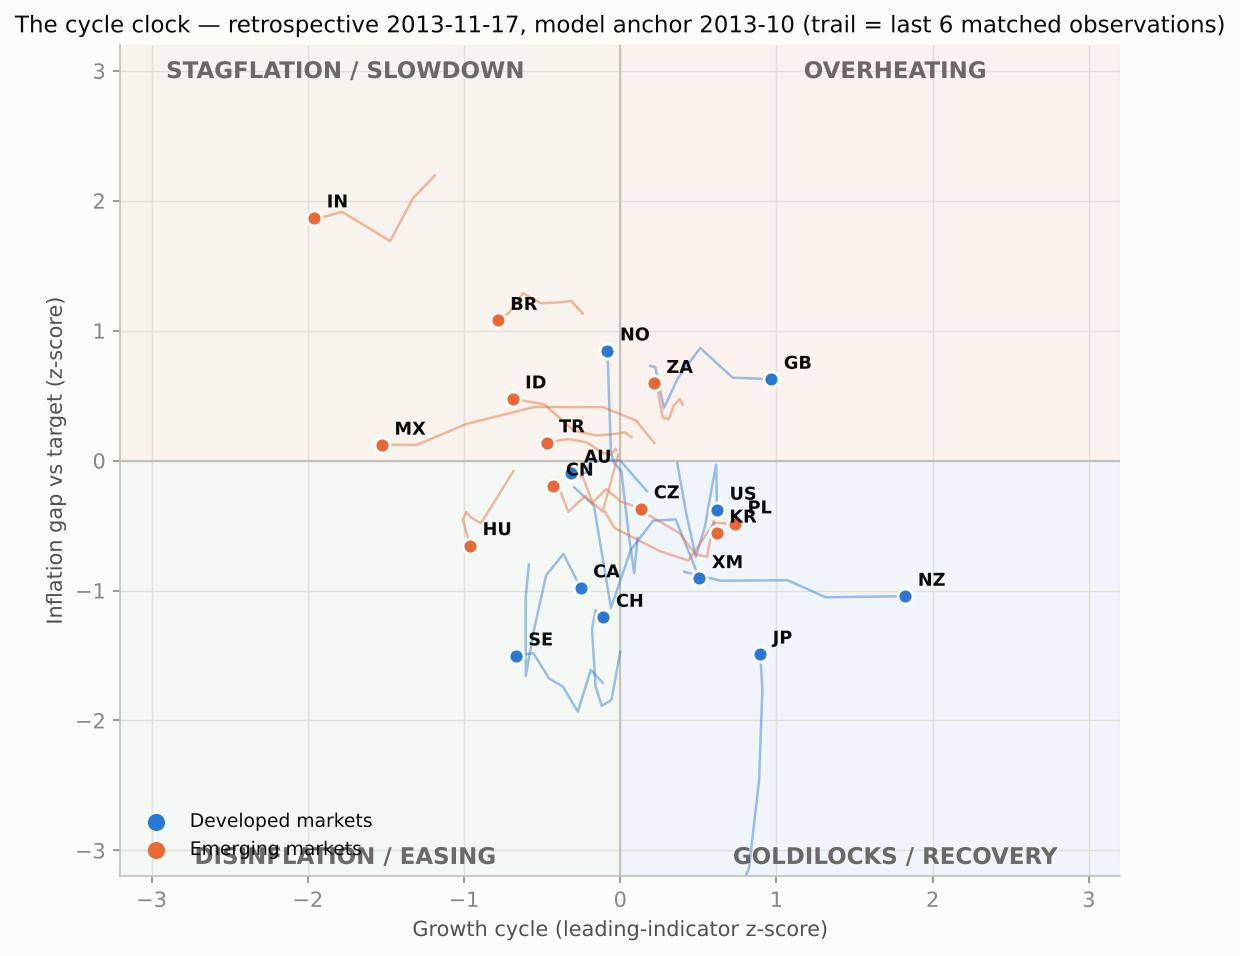 The cycle clock — retrospective 2013-11-17, model anchor 2013-10 (trail = last 6 matched observations)
STAGFLATION / SLOWDOWN
OVERHEATING
3
2
1
0
−1
−2
−3
Inflation gap vs target (z-score)
IN
BR
NO
ZA
GB
ID
MX
TR
AU
CN
CZ
US
PL
KR
HU
XM
CA
NZ
CH
SE
JP
Developed markets
Emerging markets
DISINFLATION / EASING
GOLDILOCKS / RECOVERY
−3
−2
−1
0
1
2
3
Growth cycle (leading-indicator z-score)